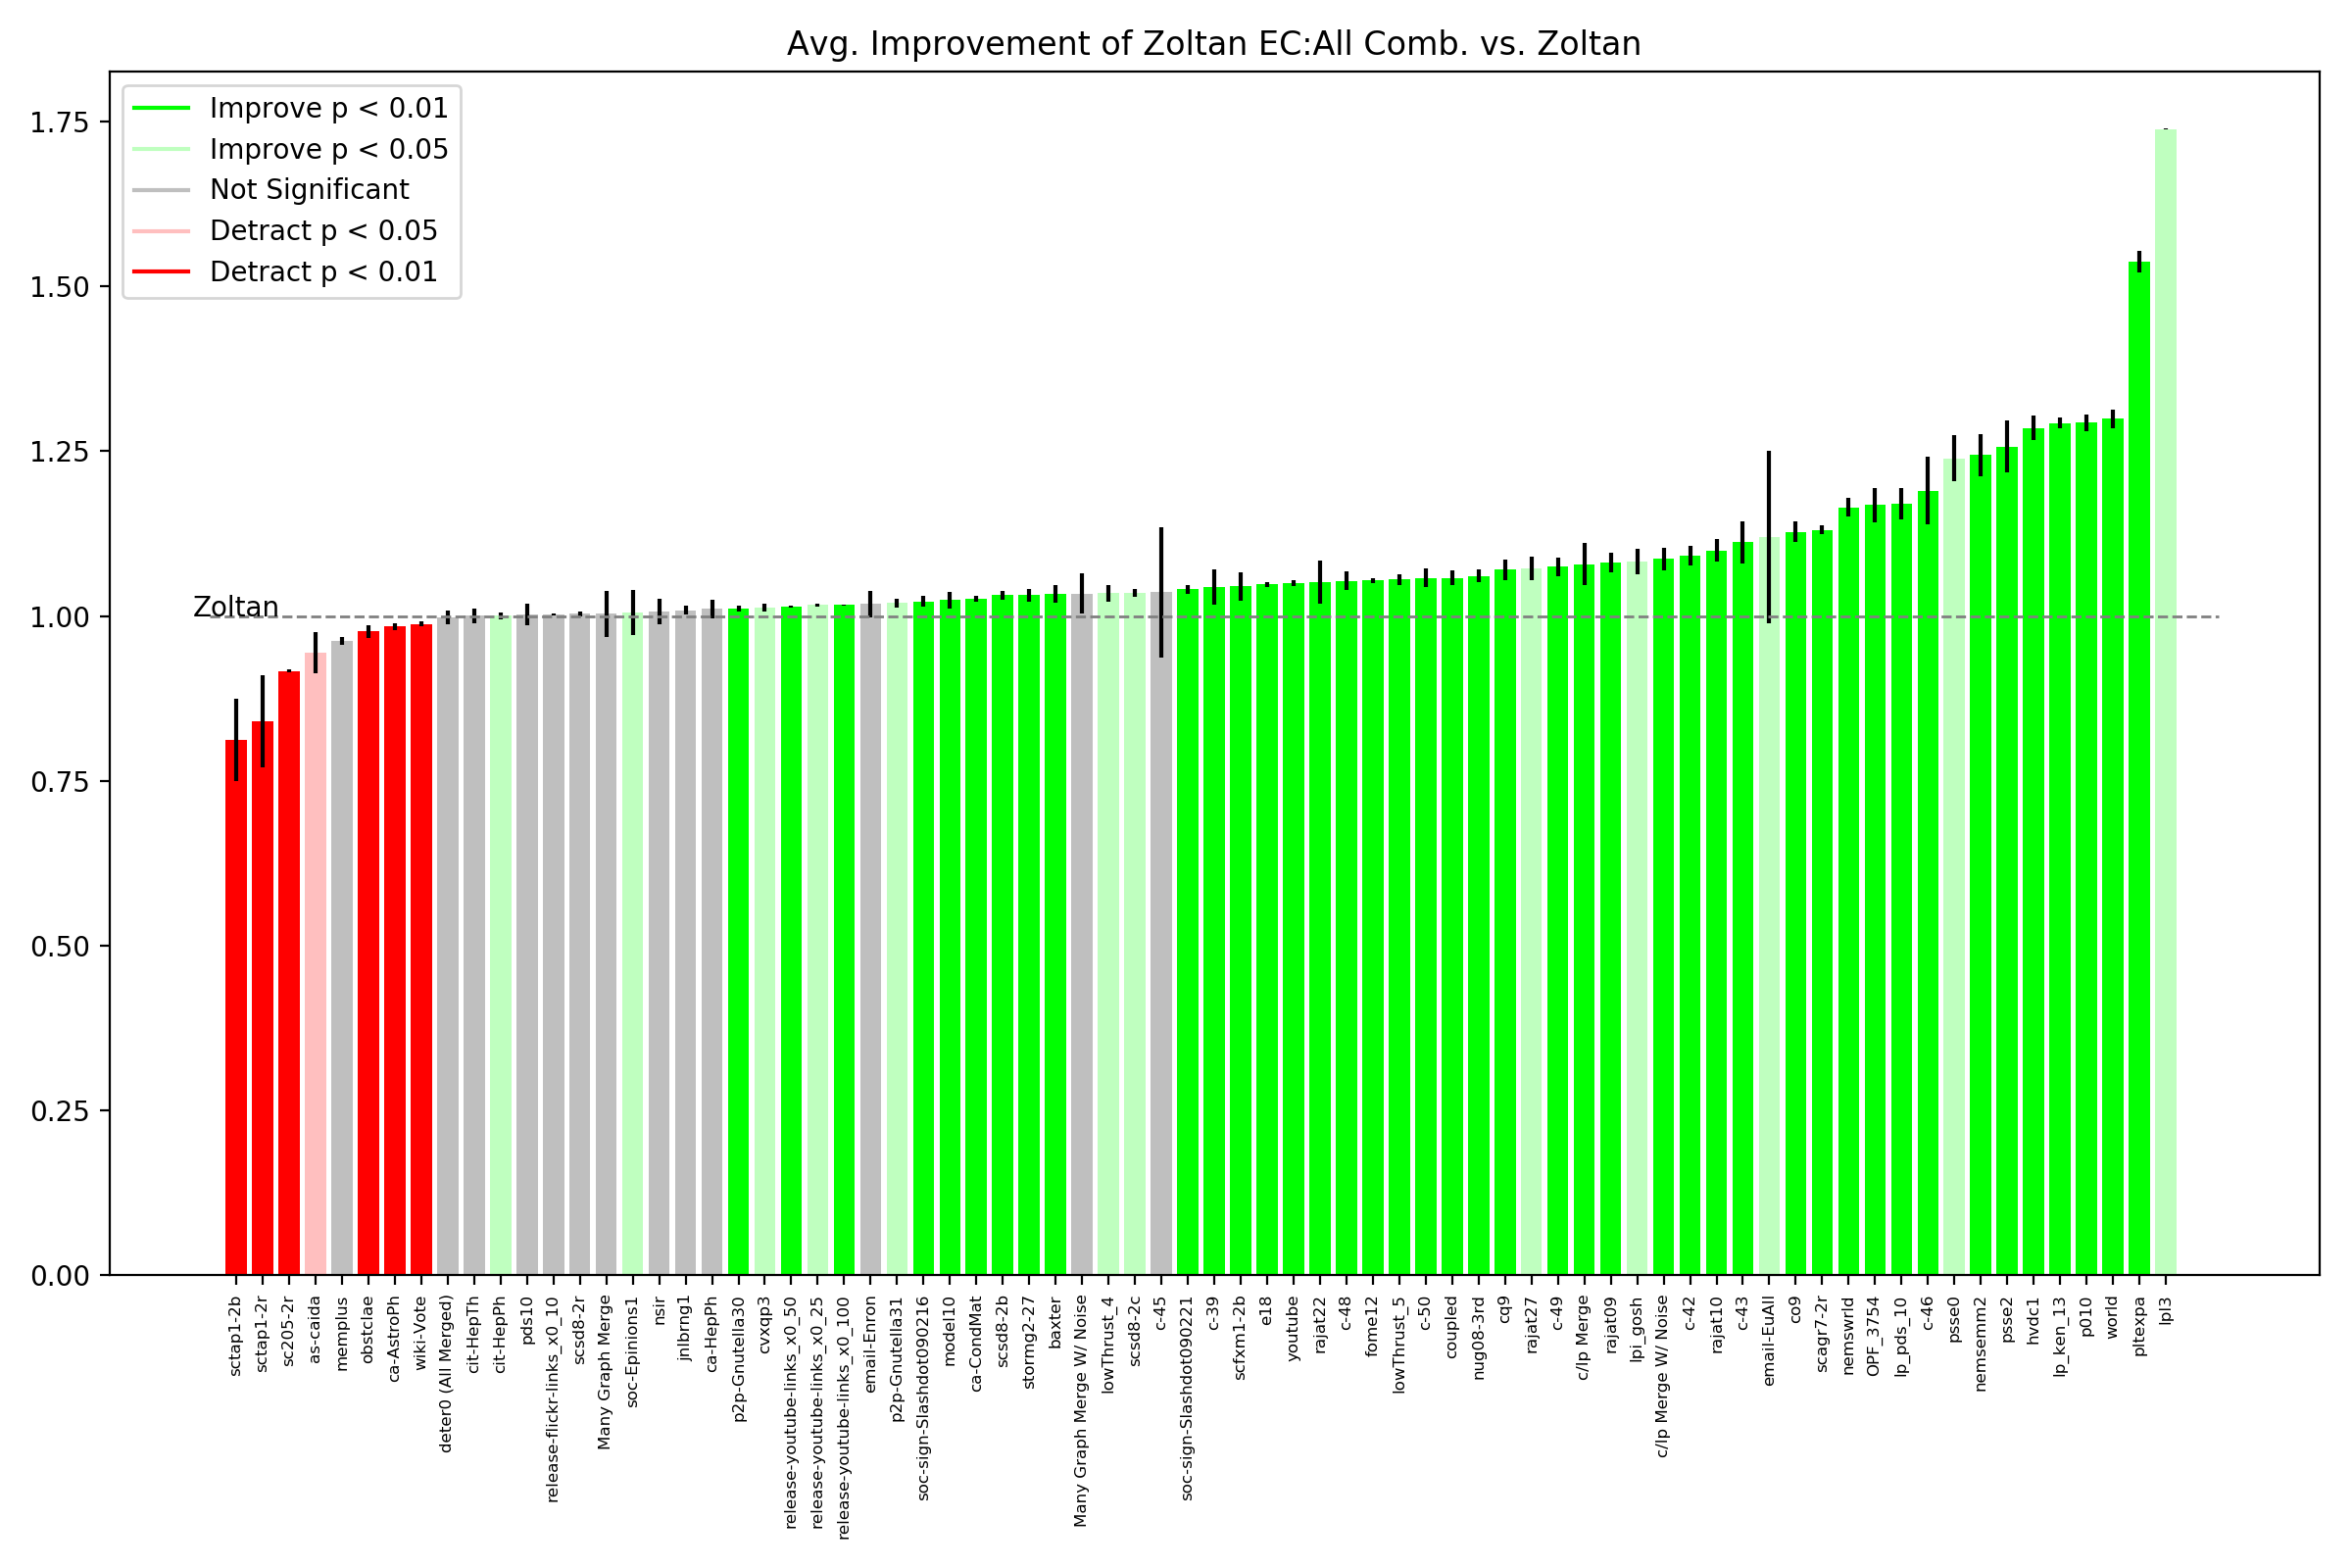 Avg. Improvement of Zoltan EC:All Comb. vs. Zoltan
Improve p < 0.01
Improve p < 0.05
Not Significant
Detract p < 0.05
Detract p < 0.01
1.75
1.50
1.25
1.00
0.75
0.50
0.25
0.00
Zoltan
sctap1-2b
sctap1-2r
sc205-2r
as-caida
memplus
obstclae
ca-AstroPh
wiki-Vote
deter0 (All Merged)
cit-HepTh
cit-HepPh
pds10
release-flickr-links_x0_10
scsd8-2r
Many Graph Merge
soc-Epinions1
nsir
jnlbrng1
ca-HepPh
p2p-Gnutella30
cvxqp3
release-youtube-links_x0_50
release-youtube-links_x0_25
release-youtube-links_x0_100
email-Enron
p2p-Gnutella31
soc-sign-Slashdot090216
model10
ca-CondMat
scsd8-2b
stormg2-27
baxter
Many Graph Merge W/ Noise
lowThrust_4
scsd8-2c
c-45
soc-sign-Slashdot090221
c-39
scfxm1-2b
e18
youtube
rajat22
c-48
fome12
lowThrust_5
c-50
coupled
nug08-3rd
cq9
rajat27
c-49
c/lp Merge
rajat09
lpi_gosh
c/lp Merge W/ Noise
c-42
rajat10
c-43
email-EuAll
co9
scagr7-2r
nemswrld
OPF_3754
lp_pds_10
c-46
psse0
nemsemm2
psse2
hvdc1
lp_ken_13
p010
world
pltexpa
lpl3